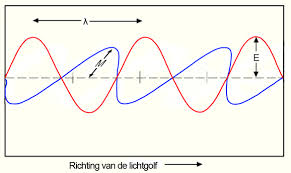 λ
M
E
Richting van de lichtgolf